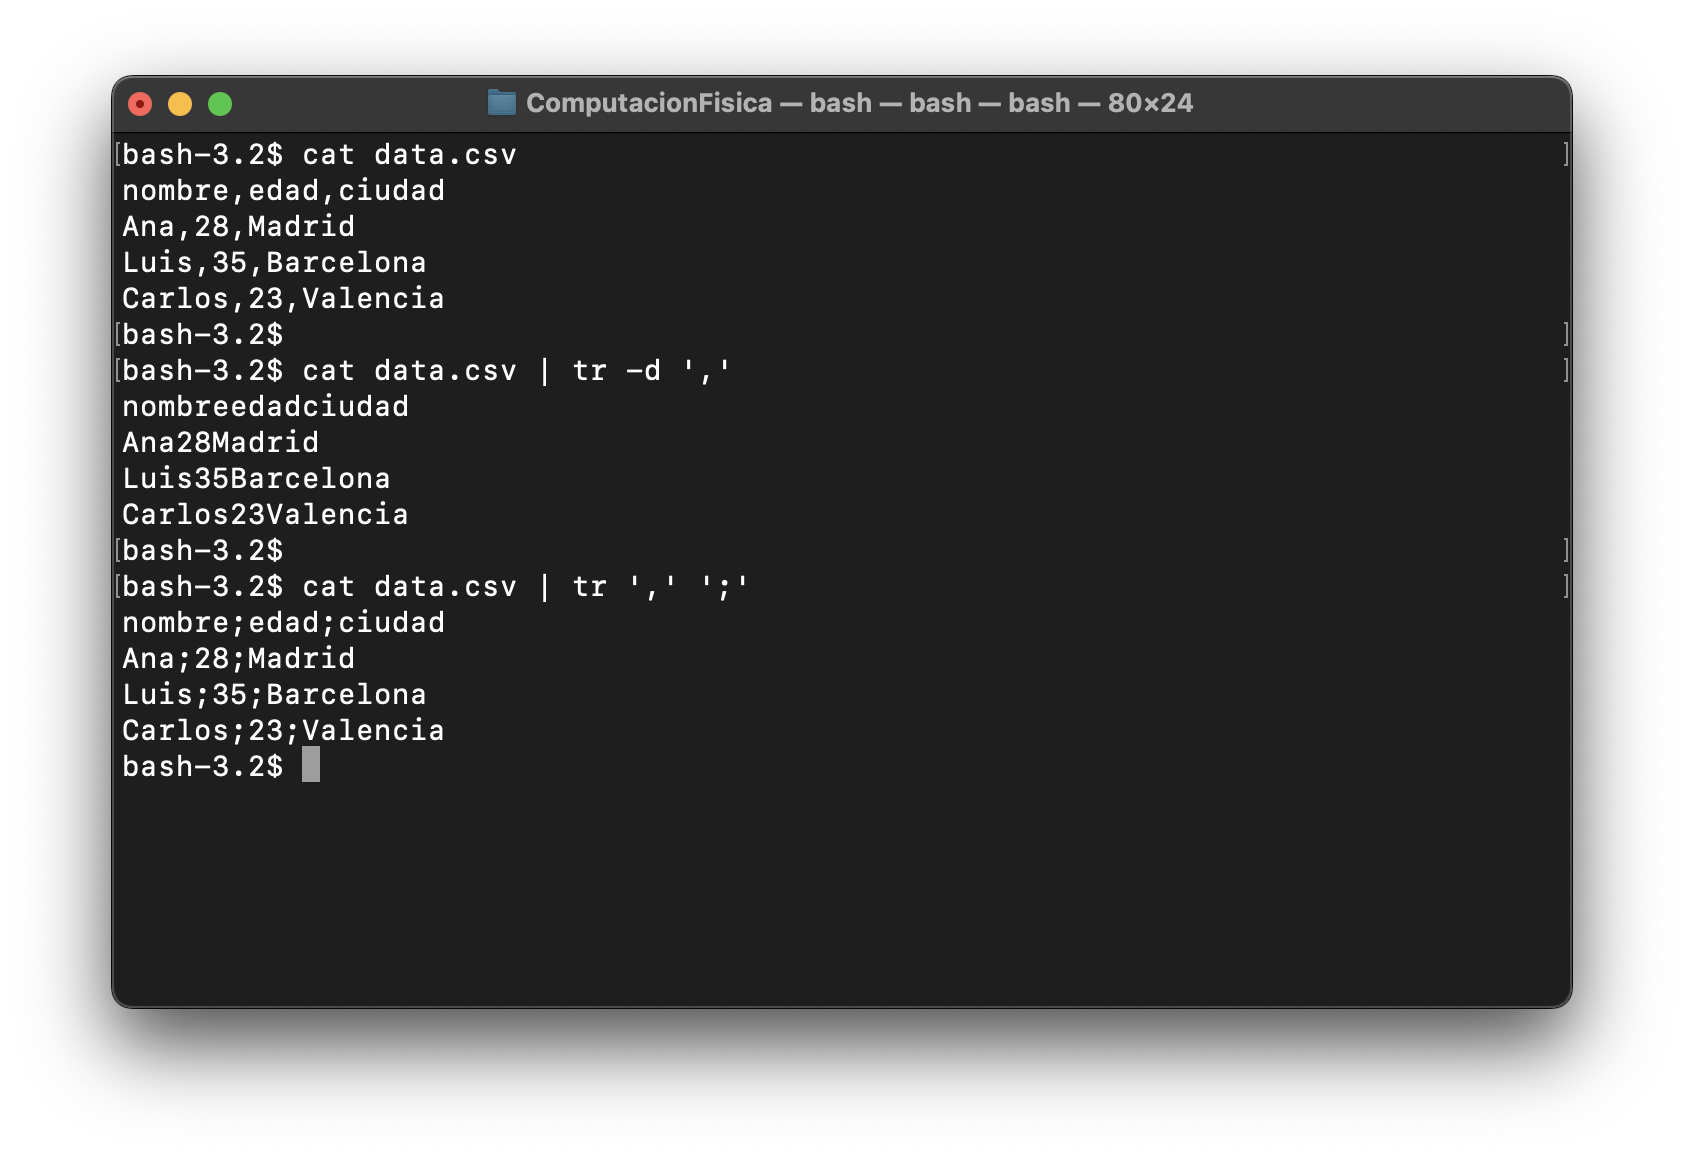 ComputacionFisica — bash — bash — bash — 80×24
[bash-3.2$ cat data.csv ]
nombre,edad,ciudad
Ana,28,Madrid
Luis,35,Barcelona
Carlos,23,Valencia
[bash-3.2$ ]
[bash-3.2$ cat data.csv | tr -d ',' ]
nombreedadciudad
Ana28Madrid
Luis35Barcelona
Carlos23Valencia
[bash-3.2$ ]
[bash-3.2$ cat data.csv | tr ',' ';' ]
nombre;edad;ciudad
Ana;28;Madrid
Luis;35;Barcelona
Carlos;23;Valencia
bash-3.2$